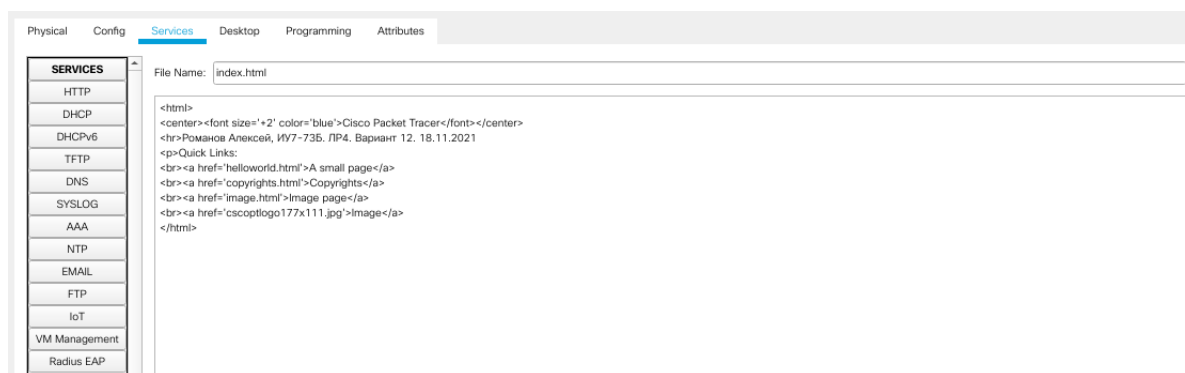 Physical Config Services Desktop Programming Attributes
SERVICES
HTTP
DHCP
DHCPv6
TFTP
DNS
SYSLOG
AAA
NTP
EMAIL
FTP
IoT
VM Management
Radius EAP
File Name: index.html
<html>
<center><font size='+2' color='blue'>Cisco Packet Tracer</font></center>
<hr>Романов Алексей, ИУ7-73Б. ЛР4. Вариант 12. 18.11.2021
<p>Quick Links:
<br><a href='helloworld.html'>A small page</a>
<br><a href='copyrights.html'>Copyrights</a>
<br><a href='image.html'>Image page</a>
<br><a href='cscoptlogo177x111.jpg'>Image</a>
</html>